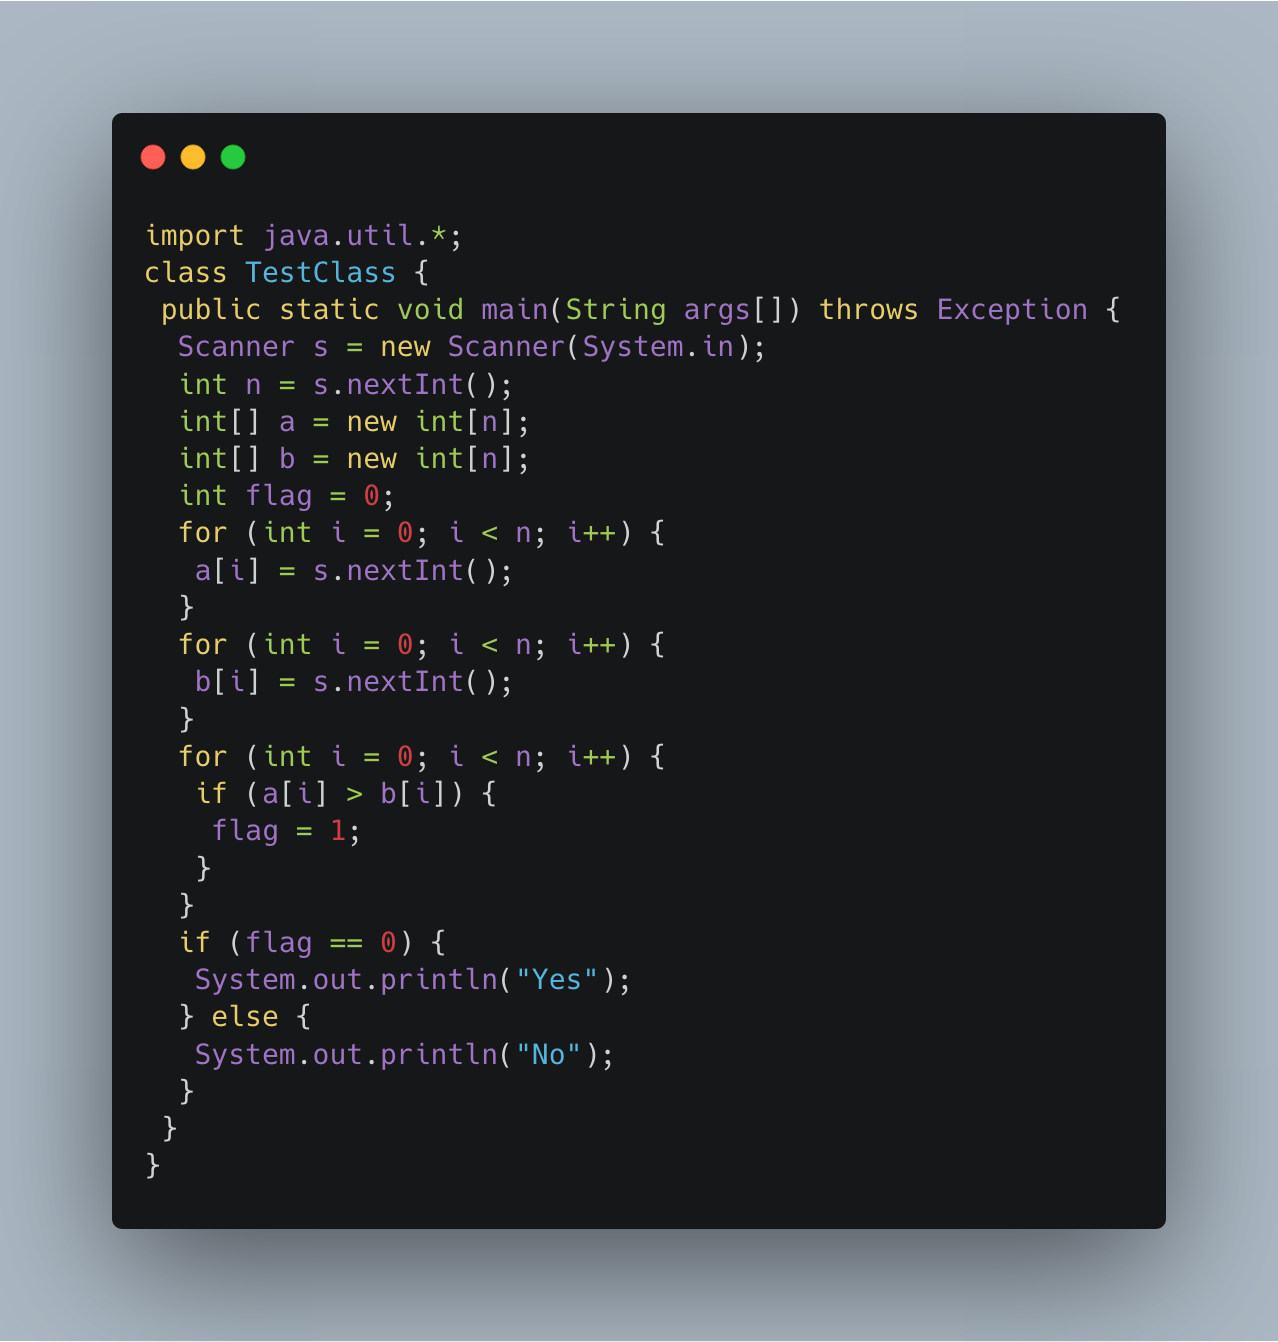 import java.util.*;
class TestClass {
 public static void main(String args[]) throws Exception {
  Scanner s = new Scanner(System.in);
  int n = s.nextInt();
  int[] a = new int[n];
  int[] b = new int[n];
  int flag = 0;
  for (int i = 0; i < n; i++) {
   a[i] = s.nextInt();
  }
  for (int i = 0; i < n; i++) {
   b[i] = s.nextInt();
  }
  for (int i = 0; i < n; i++) {
   if (a[i] > b[i]) {
    flag = 1;
   }
  }
  if (flag == 0) {
   System.out.println("Yes");
  } else {
   System.out.println("No");
  }
 }
}